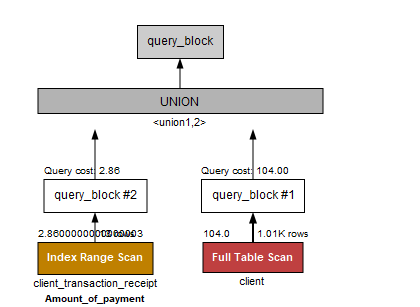 query_block
UNION
<union1,2>
Query cost: 2.86
Query cost: 104.00
query_block #2
query_block #1
104.0
1.01K rows
Index Range Scan
Full Table Scan
client_transaction_receipt
client
Amount_of_payment